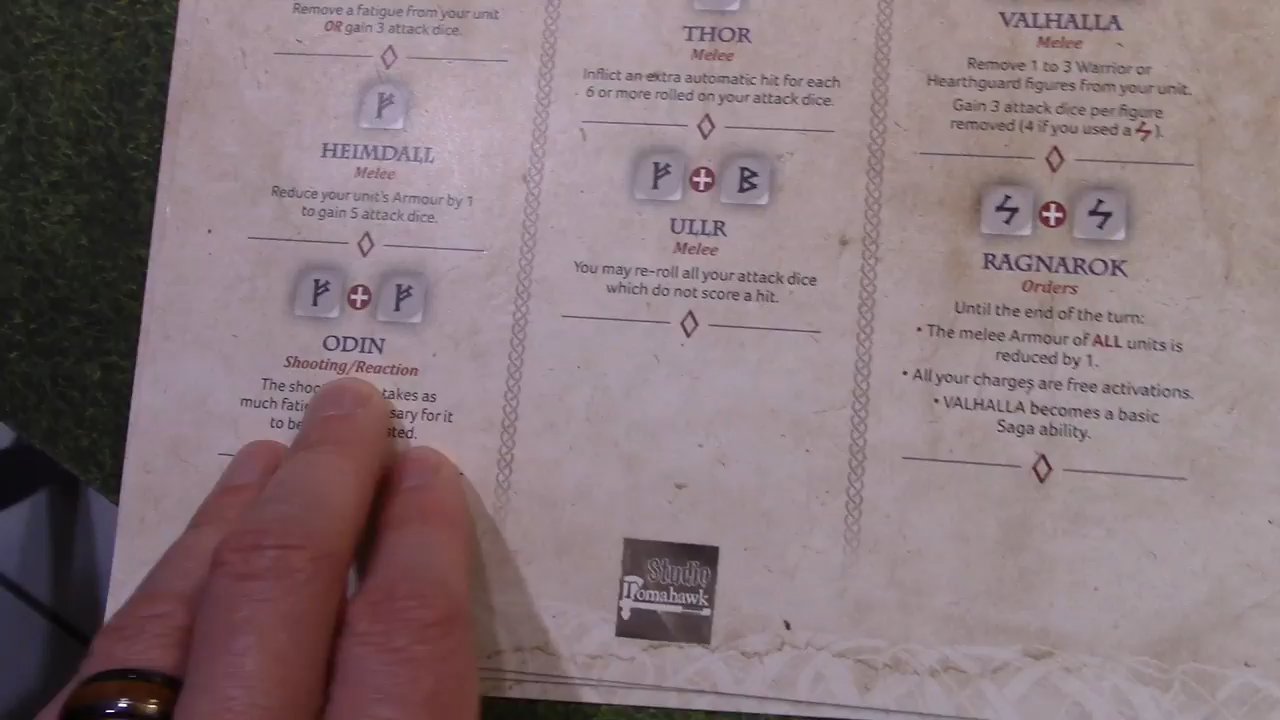 Remove a fatigue from your unit
OR gain 3 attack dice.
HEIMDALL
Melee
Reduce your unit's Armour by 1
to gain 5 attack dice.
ODIN
Shooting/Reaction
The takes as
much for it
to be
THOR
Melee
Inflict an extra automatic hit for each
6 or more rolled on your attack dice.
ULLR
Melee
You may re-roll all your attack dice
which do not score a hit.
Studio
Tomahawk
VALHALLA
Melee
Remove 1 to 3 Warrior or
Hearthguard figures from your unit.
Gain 3 attack dice per figure
removed (4 if you used a ᛋ).
RAGNAROK
Orders
Until the end of the turn:
• The melee Armour of ALL units is
reduced by 1.
• All your charges are free activations.
• VALHALLA becomes a basic
Saga ability.